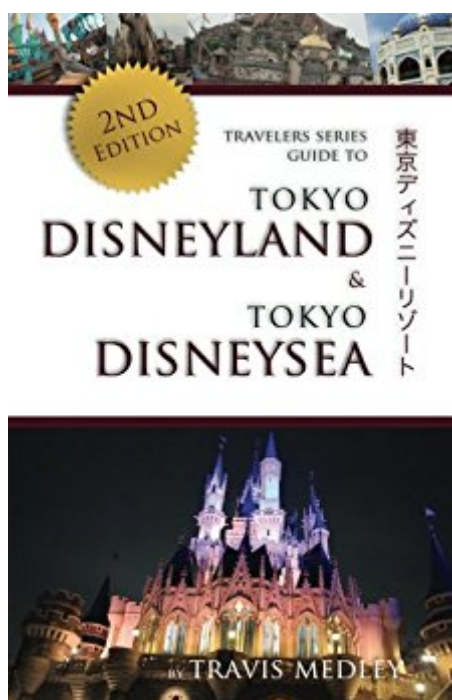 2ND
EDITION
TRAVELERS SERIES
GUIDE TO
TOKYO
DISNEYLAND
&
TOKYO
DISNEYSEA
東京ディズニーリゾート
BY TRAVIS MEDLEY